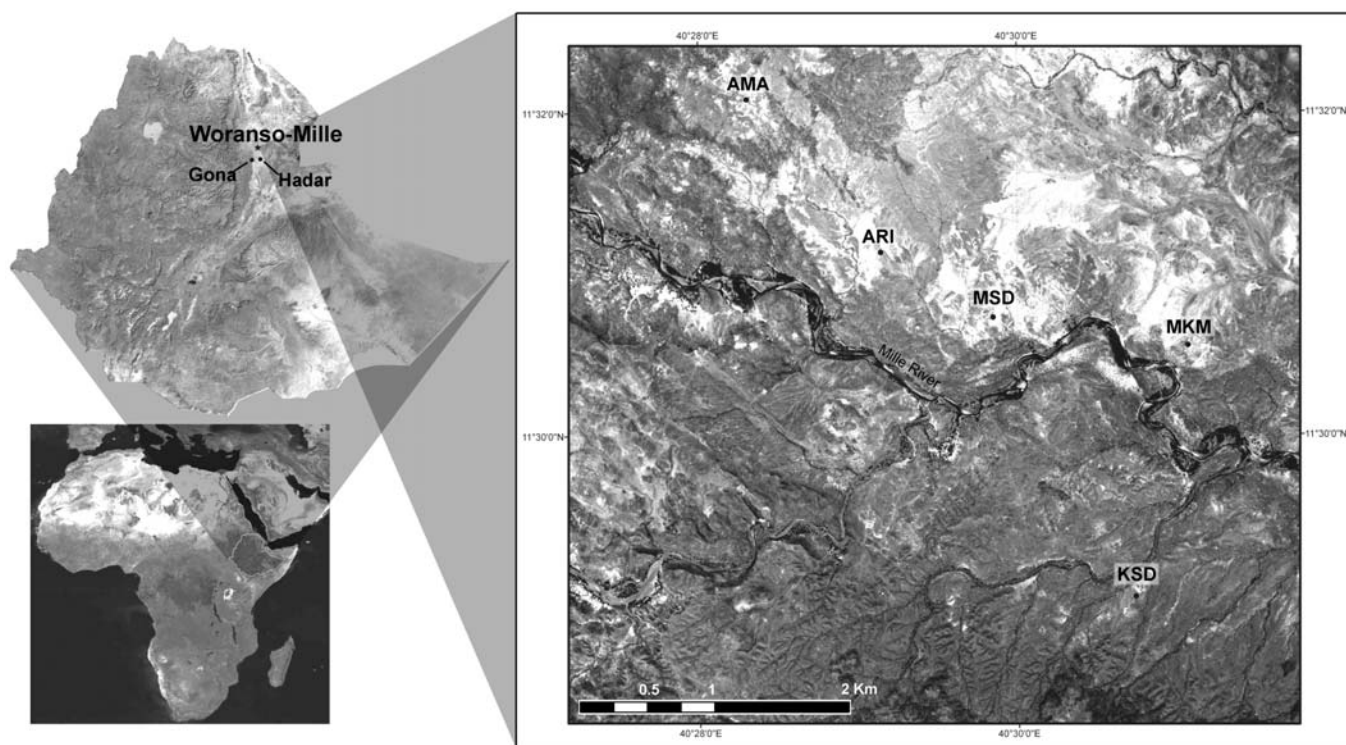 Woranso-Mille
Gona
Hadar
40°28'0"E
40°30'0"E
11°32'0"N
11°32'0"N
AMA
ARI
MSD
MKM
Mille River
11°30'0"N
11°30'0"N
KSD
0.5
1
2 Km
40°28'0"E
40°30'0"E